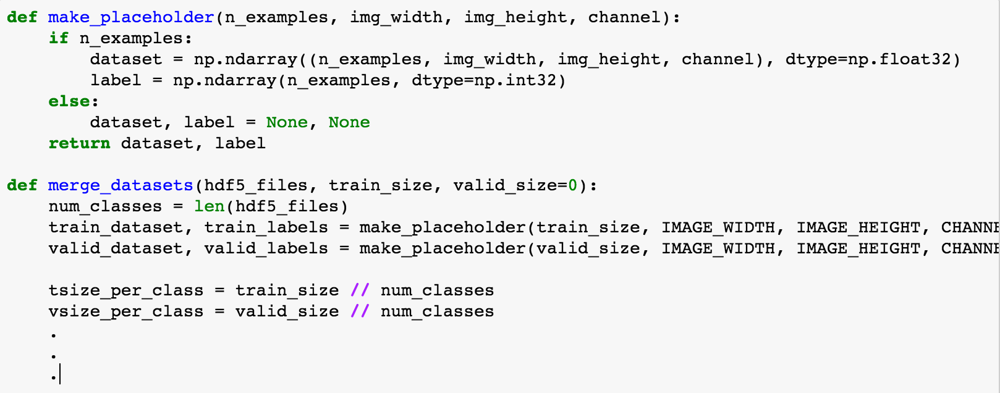 def make_placeholder(n_examples, img_width, img_height, channel):
    if n_examples:
        dataset = np.ndarray((n_examples, img_width, img_height, channel), dtype=np.float32)
        label = np.ndarray(n_examples, dtype=np.int32)
    else:
        dataset, label = None, None
    return dataset, label

def merge_datasets(hdf5_files, train_size, valid_size=0):
    num_classes = len(hdf5_files)
    train_dataset, train_labels = make_placeholder(train_size, IMAGE_WIDTH, IMAGE_HEIGHT, CHANNE
    valid_dataset, valid_labels = make_placeholder(valid_size, IMAGE_WIDTH, IMAGE_HEIGHT, CHANNE

    tsize_per_class = train_size // num_classes
    vsize_per_class = valid_size // num_classes
    .
    .
    .